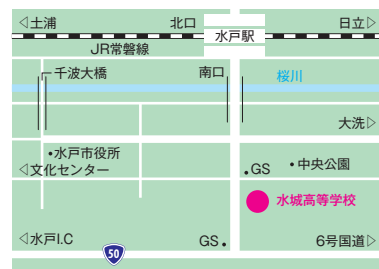 ◁土浦 北口 日立▷
水戸駅
JR常磐線
千波大橋 南口 桜川
大洗▷
•水戸市役所 •中央公園
◁文化センター •GS
水城高等学校
◁水戸I.C GS• 6号国道▷
50